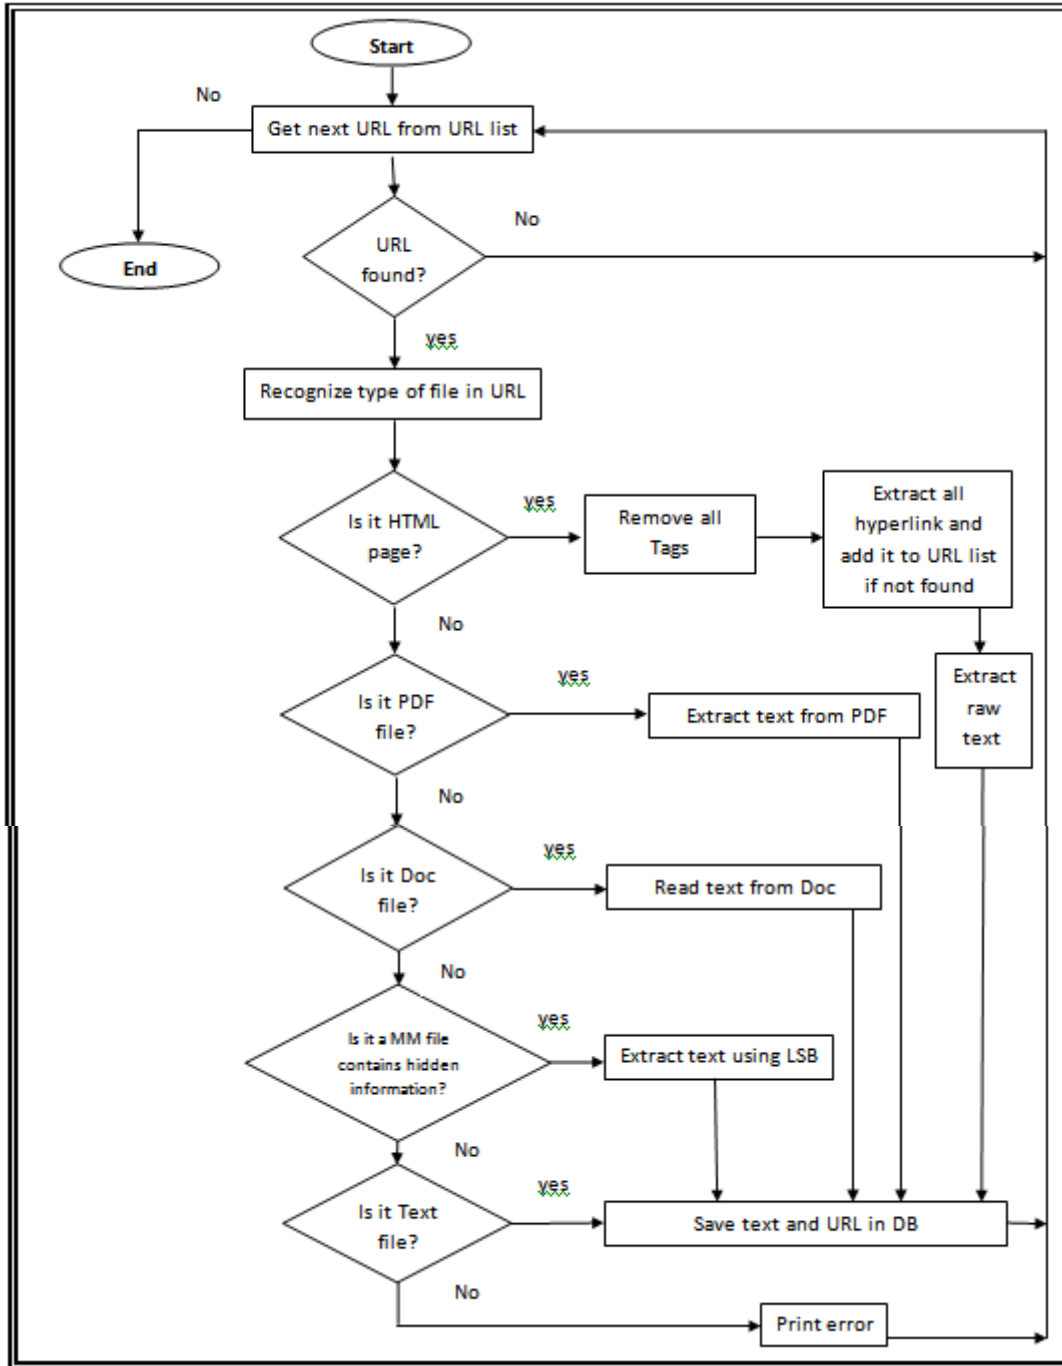 Start
No
Get next URL from URL list
No
URL
found?
End
yes
Recognize type of file in URL
yes
Is it HTML
page?
Remove all
Tags
Extract all
hyperlink and
add it to URL list
if not found
No
yes
Is it PDF
file?
Extract text from PDF
Extract
raw
text
No
yes
Is it Doc
file?
Read text from Doc
No
yes
Is it a MM file
contains hidden
information?
Extract text using LSB
No
yes
Is it Text
file?
Save text and URL in DB
No
Print error